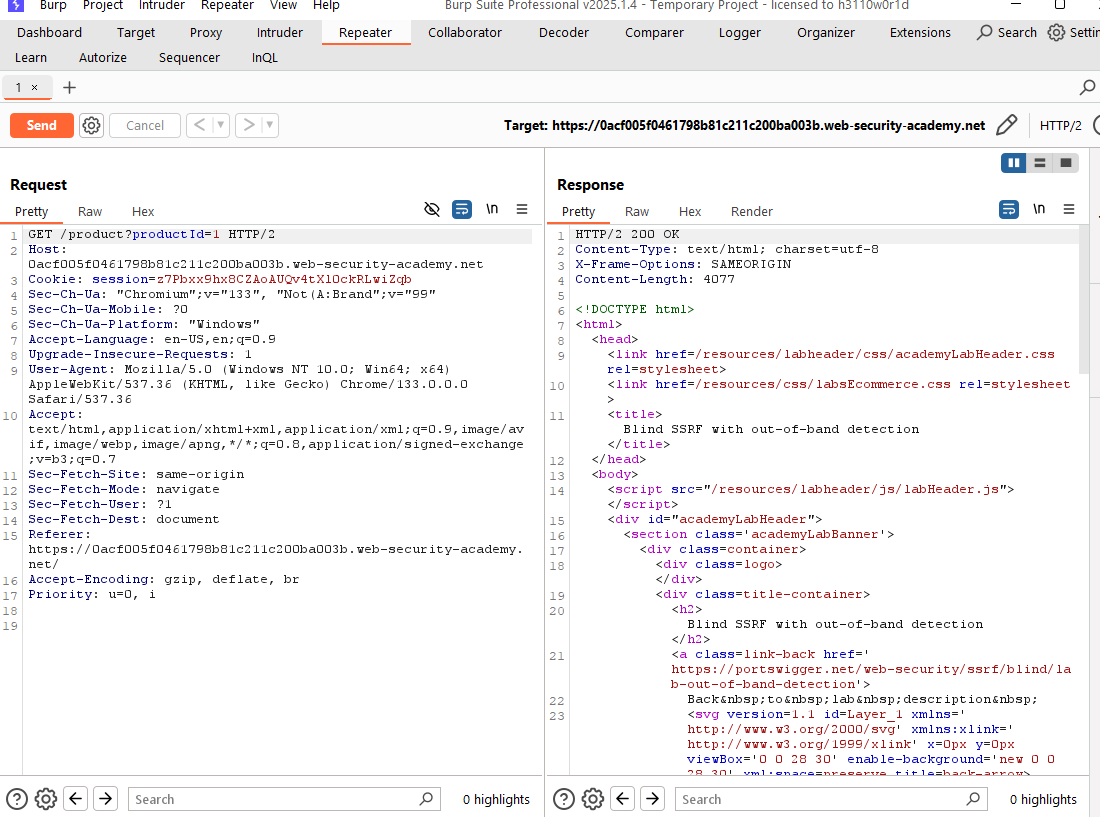 Burp Project Intruder Repeater View Help Burp Suite Professional v2025.1.4 - Temporary Project - licensed to h3110w0r1d
Dashboard Target Proxy Intruder Repeater Collaborator Decoder Comparer Logger Organizer Extensions Search Settin
Learn Autorize Sequencer InQL
1 × +
Send Cancel < ▼ > ▼ Target: https://0acf005f0461798b81c211c200ba003b.web-security-academy.net HTTP/2
Request
Pretty Raw Hex \n
1 GET /product?productId=1 HTTP/2
2 Host:
0acf005f0461798b81c211c200ba003b.web-security-academy.net
3 Cookie: session=z7Pbxx9hx8CZAoAUQv4tXlOckRLwiZqb
4 Sec-Ch-Ua: "Chromium";v="133", "Not(A:Brand";v="99"
5 Sec-Ch-Ua-Mobile: ?0
6 Sec-Ch-Ua-Platform: "Windows"
7 Accept-Language: en-US,en;q=0.9
8 Upgrade-Insecure-Requests: 1
9 User-Agent: Mozilla/5.0 (Windows NT 10.0; Win64; x64)
AppleWebKit/537.36 (KHTML, like Gecko) Chrome/133.0.0.0
Safari/537.36
10 Accept:
text/html,application/xhtml+xml,application/xml;q=0.9,image/av
if,image/webp,image/apng,*/*;q=0.8,application/signed-exchange
;v=b3;q=0.7
11 Sec-Fetch-Site: same-origin
12 Sec-Fetch-Mode: navigate
13 Sec-Fetch-User: ?1
14 Sec-Fetch-Dest: document
15 Referer:
https://0acf005f0461798b81c211c200ba003b.web-security-academy.
net/
16 Accept-Encoding: gzip, deflate, br
17 Priority: u=0, i
18
19
Search 0 highlights
Response
Pretty Raw Hex Render \n
1 HTTP/2 200 OK
2 Content-Type: text/html; charset=utf-8
3 X-Frame-Options: SAMEORIGIN
4 Content-Length: 4077
5
6 <!DOCTYPE html>
7 <html>
8 <head>
9 <link href=/resources/labheader/css/academyLabHeader.css
rel=stylesheet>
10 <link href=/resources/css/labsEcommerce.css rel=stylesheet
>
11 <title>
Blind SSRF with out-of-band detection
</title>
12 </head>
13 <body>
14 <script src="/resources/labheader/js/labHeader.js">
</script>
15 <div id="academyLabHeader">
16 <section class='academyLabBanner'>
17 <div class=container>
18 <div class=logo>
</div>
19 <div class=title-container>
20 <h2>
Blind SSRF with out-of-band detection
</h2>
21 <a class=link-back href='
https://portswigger.net/web-security/ssrf/blind/la
b-out-of-band-detection'>
22 Back&nbsp;to&nbsp;lab&nbsp;description&nbsp;
23 <svg version=1.1 id=Layer_1 xmlns='
http://www.w3.org/2000/svg' xmlns:xlink='
http://www.w3.org/1999/xlink' x=0px y=0px
viewBox='0 0 28 30' enable-background='new 0 0
28 30' xml:space=preserve title=back-arrow>
Search 0 highlights